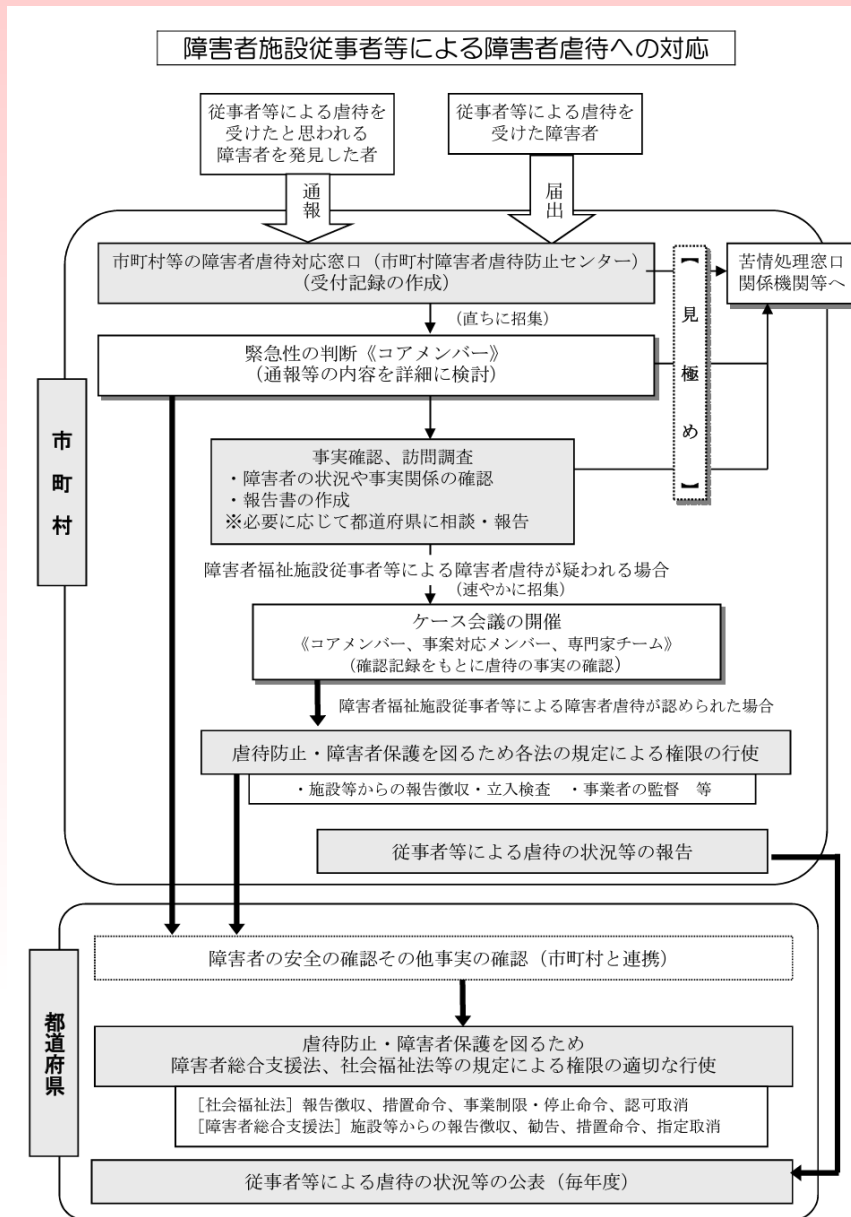 障害者施設従事者等による障害者虐待への対応
従事者等による虐待を
受けたと思われる
障害者を発見した者
従事者等による虐待を
受けた障害者
通報
届出
市町村等の障害者虐待対応窓口（市町村障害者虐待防止センター）
（受付記録の作成）
【見極め】
苦情処理窓口
関係機関等へ
（直ちに招集）
緊急性の判断《コアメンバー》
（通報等の内容を詳細に検討）
市町村
事実確認、訪問調査
・障害者の状況や事実関係の確認
・報告書の作成
※必要に応じて都道府県に相談・報告
障害者福祉施設従事者等による障害者虐待が疑われる場合
（速やかに招集）
ケース会議の開催
《コアメンバー、事案対応メンバー、専門家チーム》
（確認記録をもとに虐待の事実の確認）
障害者福祉施設従事者等による障害者虐待が認められた場合
虐待防止・障害者保護を図るため各法の規定による権限の行使
・施設等からの報告徴収・立入検査　・事業者の監督　等
従事者等による虐待の状況等の報告
都道府県
障害者の安全の確認その他事実の確認（市町村と連携）
虐待防止・障害者保護を図るため
障害者総合支援法、社会福祉法等の規定による権限の適切な行使
［社会福祉法］報告徴収、措置命令、事業制限・停止命令、認可取消
［障害者総合支援法］施設等からの報告徴収、勧告、措置命令、指定取消
従事者等による虐待の状況等の公表（毎年度）